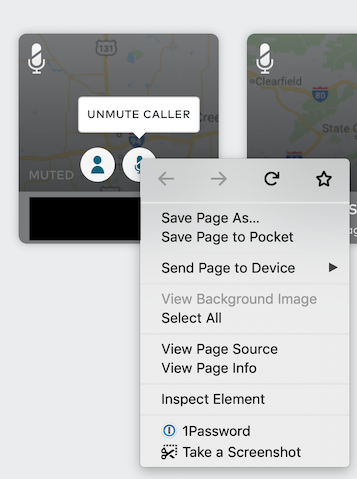 131
Clearfield
80
Cree
State C
UNMUTE CALLER
MUTED
Save Page As...
Save Page to Pocket
Send Page to Device
View Background Image
Select All
View Page Source
View Page Info
Inspect Element
1Password
Take a Screenshot